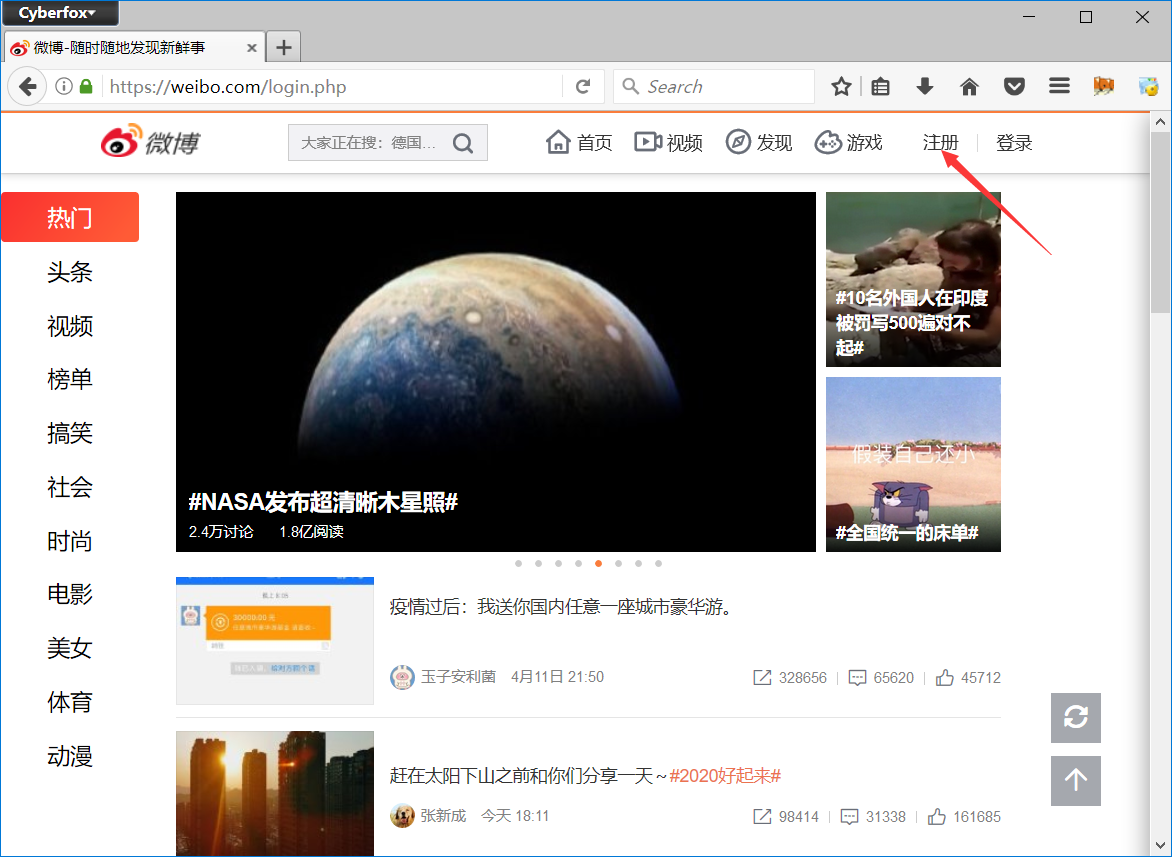 Cyberfox
微博-随时随地发现新鲜事
https://weibo.com/login.php
Search
微博
大家正在搜：德国...
首页
视频
发现
游戏
注册
登录
热门
头条
视频
榜单
搞笑
社会
时尚
电影
美女
体育
动漫
#NASA发布超清晰木星照#
2.4万讨论 1.8亿阅读
#10名外国人在印度
被罚写500遍对不
起#
假装自己还小
#全国统一的床单#
30000.00 元
疫情过后：我送你国内任意一座城市豪华游。
玉子安利菌 4月11日 21:50
328656
65620
45712
赶在太阳下山之前和你们分享一天～#2020好起来#
张新成 今天 18:11
98414
31338
161685